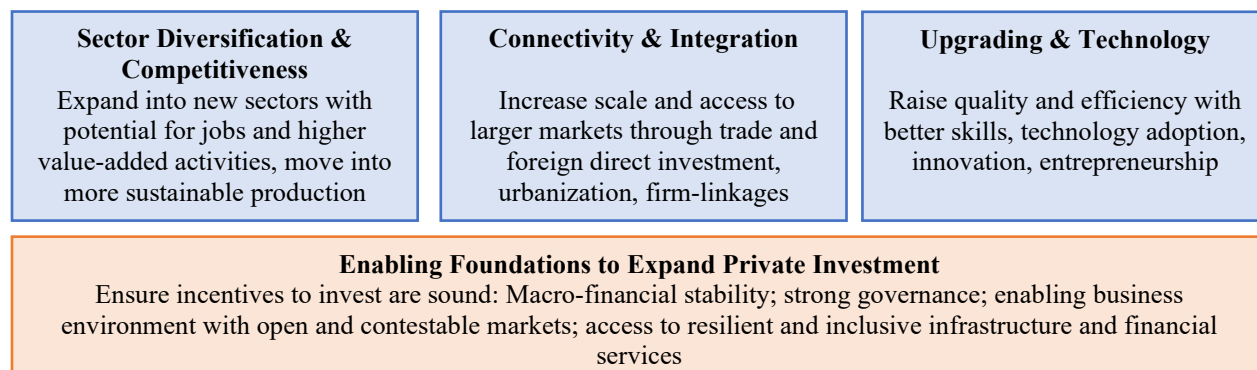 Sector Diversification &
Competitiveness
Expand into new sectors with
potential for jobs and higher
value-added activities, move into
more sustainable production
Connectivity & Integration
Increase scale and access to
larger markets through trade and
foreign direct investment,
urbanization, firm-linkages
Upgrading & Technology
Raise quality and efficiency with
better skills, technology adoption,
innovation, entrepreneurship
Enabling Foundations to Expand Private Investment
Ensure incentives to invest are sound: Macro-financial stability; strong governance; enabling business
environment with open and contestable markets; access to resilient and inclusive infrastructure and financial
services